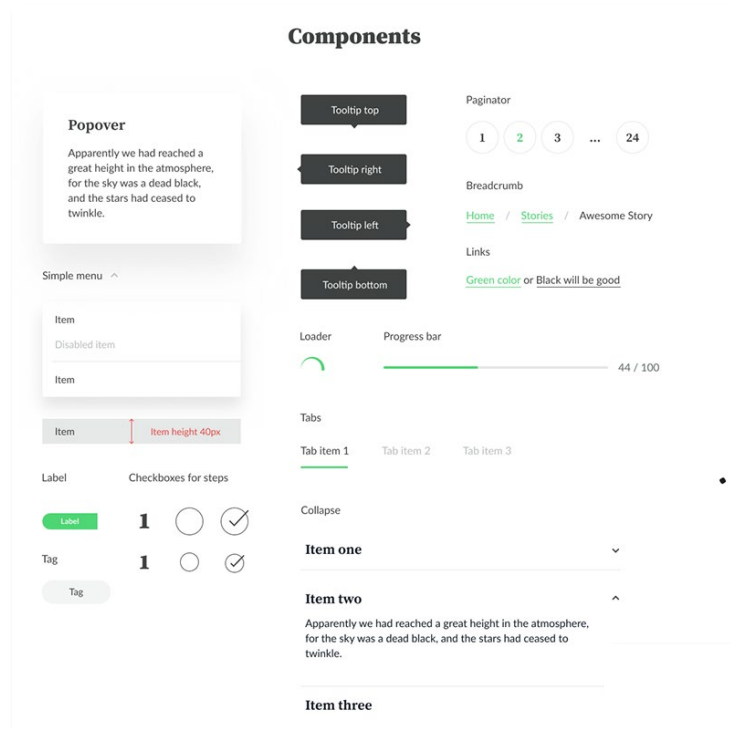 Components
Popover
Apparently we had reached a
great height in the atmosphere,
for the sky was a dead black,
and the stars had ceased to
twinkle.
Simple menu
Item
Disabled item
Item
Item
Item height 40px
Label
Checkboxes for steps
Label
1
Tag
1
Tag
Tooltip top
Tooltip right
Tooltip left
Tooltip bottom
Paginator
1 2 3 ... 24
Breadcrumb
Home / Stories / Awesome Story
Links
Green color or Black will be good
Loader
Progress bar
44 / 100
Tabs
Tab item 1 Tab item 2 Tab item 3
Collapse
Item one
Item two
Apparently we had reached a great height in the atmosphere,
for the sky was a dead black, and the stars had ceased to
twinkle.
Item three